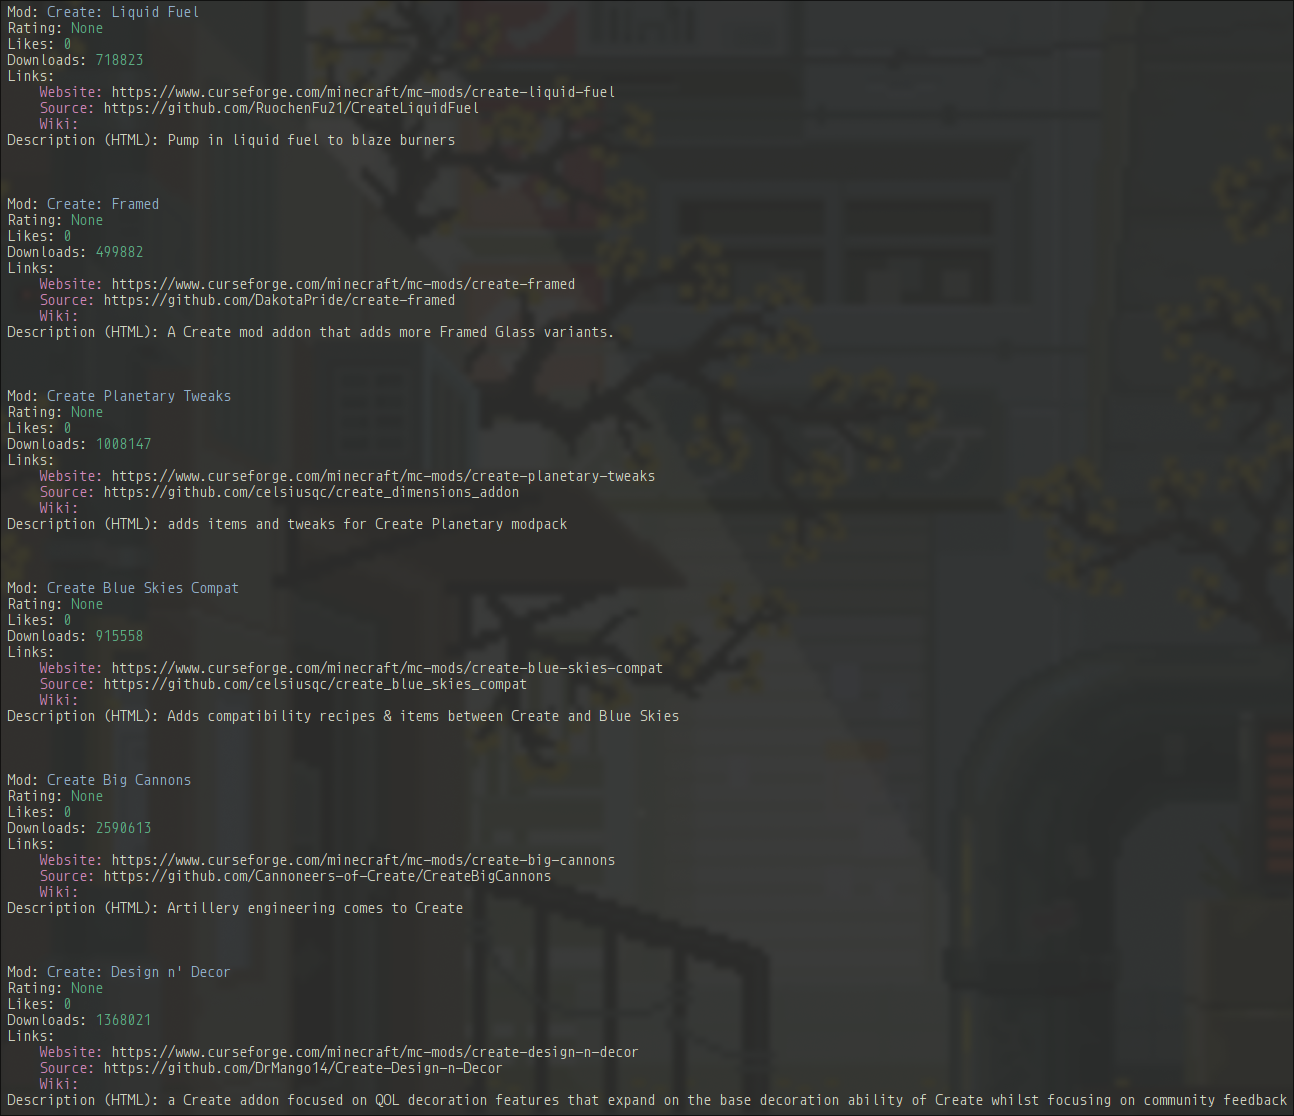 Mod: Create: Liquid Fuel
Rating: None
Likes: 0
Downloads: 718823
Links:
Website: https://www.curseforge.com/minecraft/mc-mods/create-liquid-fuel
Source: https://github.com/RuochenFu21/CreateLiquidFuel
Wiki:
Description (HTML): Pump in liquid fuel to blaze burners
Mod: Create: Framed
Rating: None
Likes: 0
Downloads: 499882
Links:
Website: https://www.curseforge.com/minecraft/mc-mods/create-framed
Source: https://github.com/DakotaPride/create-framed
Wiki:
Description (HTML): A Create mod addon that adds more Framed Glass variants.
Mod: Create Planetary Tweaks
Rating: None
Likes: 0
Downloads: 1008147
Links:
Website: https://www.curseforge.com/minecraft/mc-mods/create-planetary-tweaks
Source: https://github.com/celsiusqc/create_dimensions_addon
Wiki:
Description (HTML): adds items and tweaks for Create Planetary modpack
Mod: Create Blue Skies Compat
Rating: None
Likes: 0
Downloads: 915558
Links:
Website: https://www.curseforge.com/minecraft/mc-mods/create-blue-skies-compat
Source: https://github.com/celsiusqc/create_blue_skies_compat
Wiki:
Description (HTML): Adds compatibility recipes & items between Create and Blue Skies
Mod: Create Big Cannons
Rating: None
Likes: 0
Downloads: 2590613
Links:
Website: https://www.curseforge.com/minecraft/mc-mods/create-big-cannons
Source: https://github.com/Cannoneers-of-Create/CreateBigCannons
Wiki:
Description (HTML): Artillery engineering comes to Create
Mod: Create: Design n' Decor
Rating: None
Likes: 0
Downloads: 1368021
Links:
Website: https://www.curseforge.com/minecraft/mc-mods/create-design-n-decor
Source: https://github.com/DrMango14/Create-Design-n-Decor
Wiki:
Description (HTML): a Create addon focused on QOL decoration features that expand on the base decoration ability of Create whilst focusing on community feedback